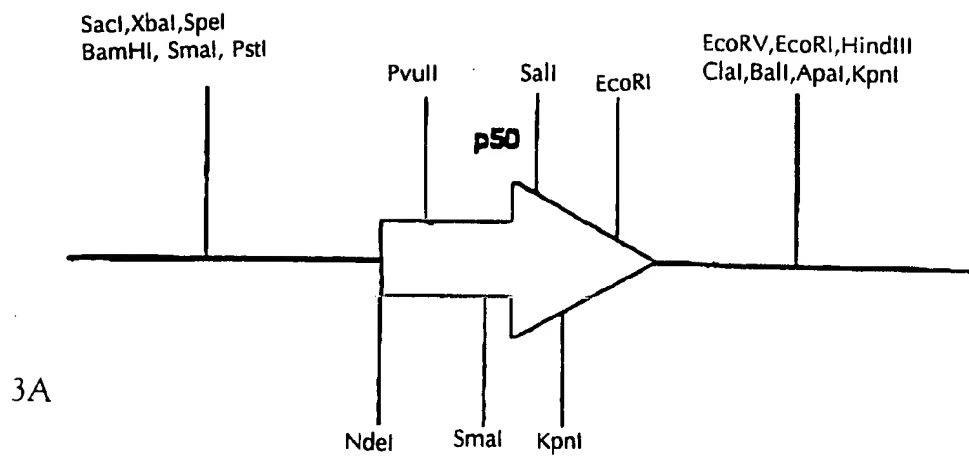 SacI,XbaI,SpeI
BamHI, SmaI, PstI
EcoRV,EcoRI,HindIII
ClaI,BalI,ApaI,KpnI
PvuII
SalI
EcoRI
p50
3A
NdeI
SmaI
KpnI